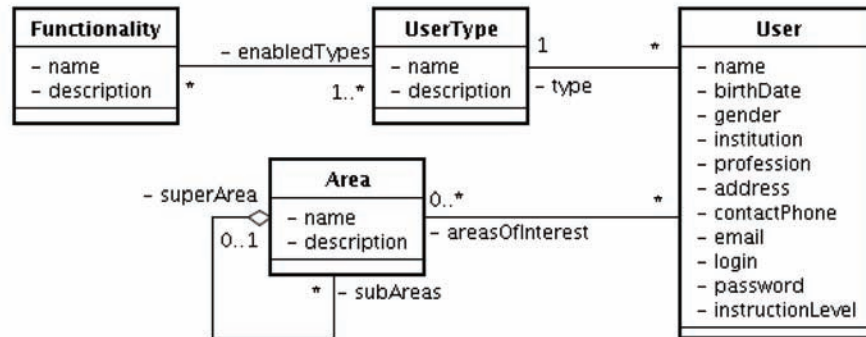 Functionality
- name
- description
- enabledTypes
*
1..*
UserType
- name
- description
1
*
- type
User
- name
- birthDate
- gender
- institution
- profession
- address
- contactPhone
- email
- login
- password
- instructionLevel
- superArea
0..1
Area
- name
- description
0..*
*
- areasOfInterest
*
- subAreas